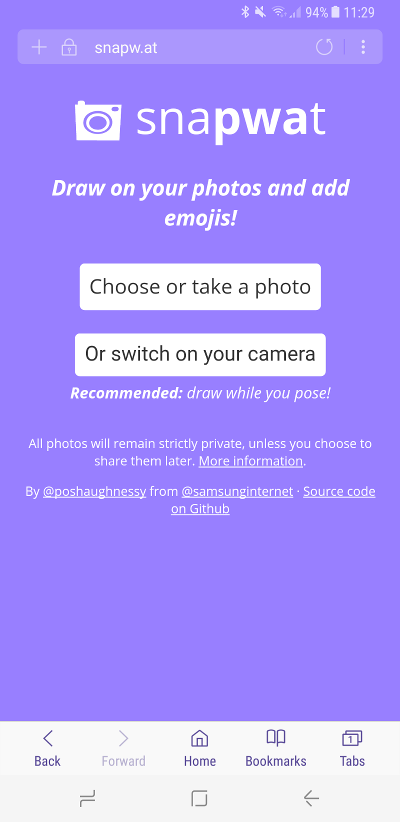 94% 11:29
snapw.at
snapwat
Draw on your photos and add
emojis!
Choose or take a photo
Or switch on your camera
Recommended: draw while you pose!
All photos will remain strictly private, unless you choose to
share them later. More information.
By @poshaughnessy from @samsunginternet · Source code
on Github
Back Forward Home Bookmarks 1 Tabs